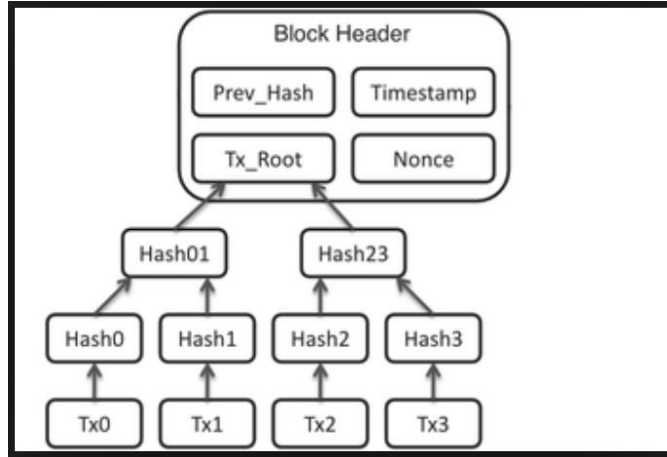 Block Header
Prev_Hash Timestamp
Tx_Root Nonce
Hash01 Hash23
Hash0 Hash1 Hash2 Hash3
Tx0 Tx1 Tx2 Tx3